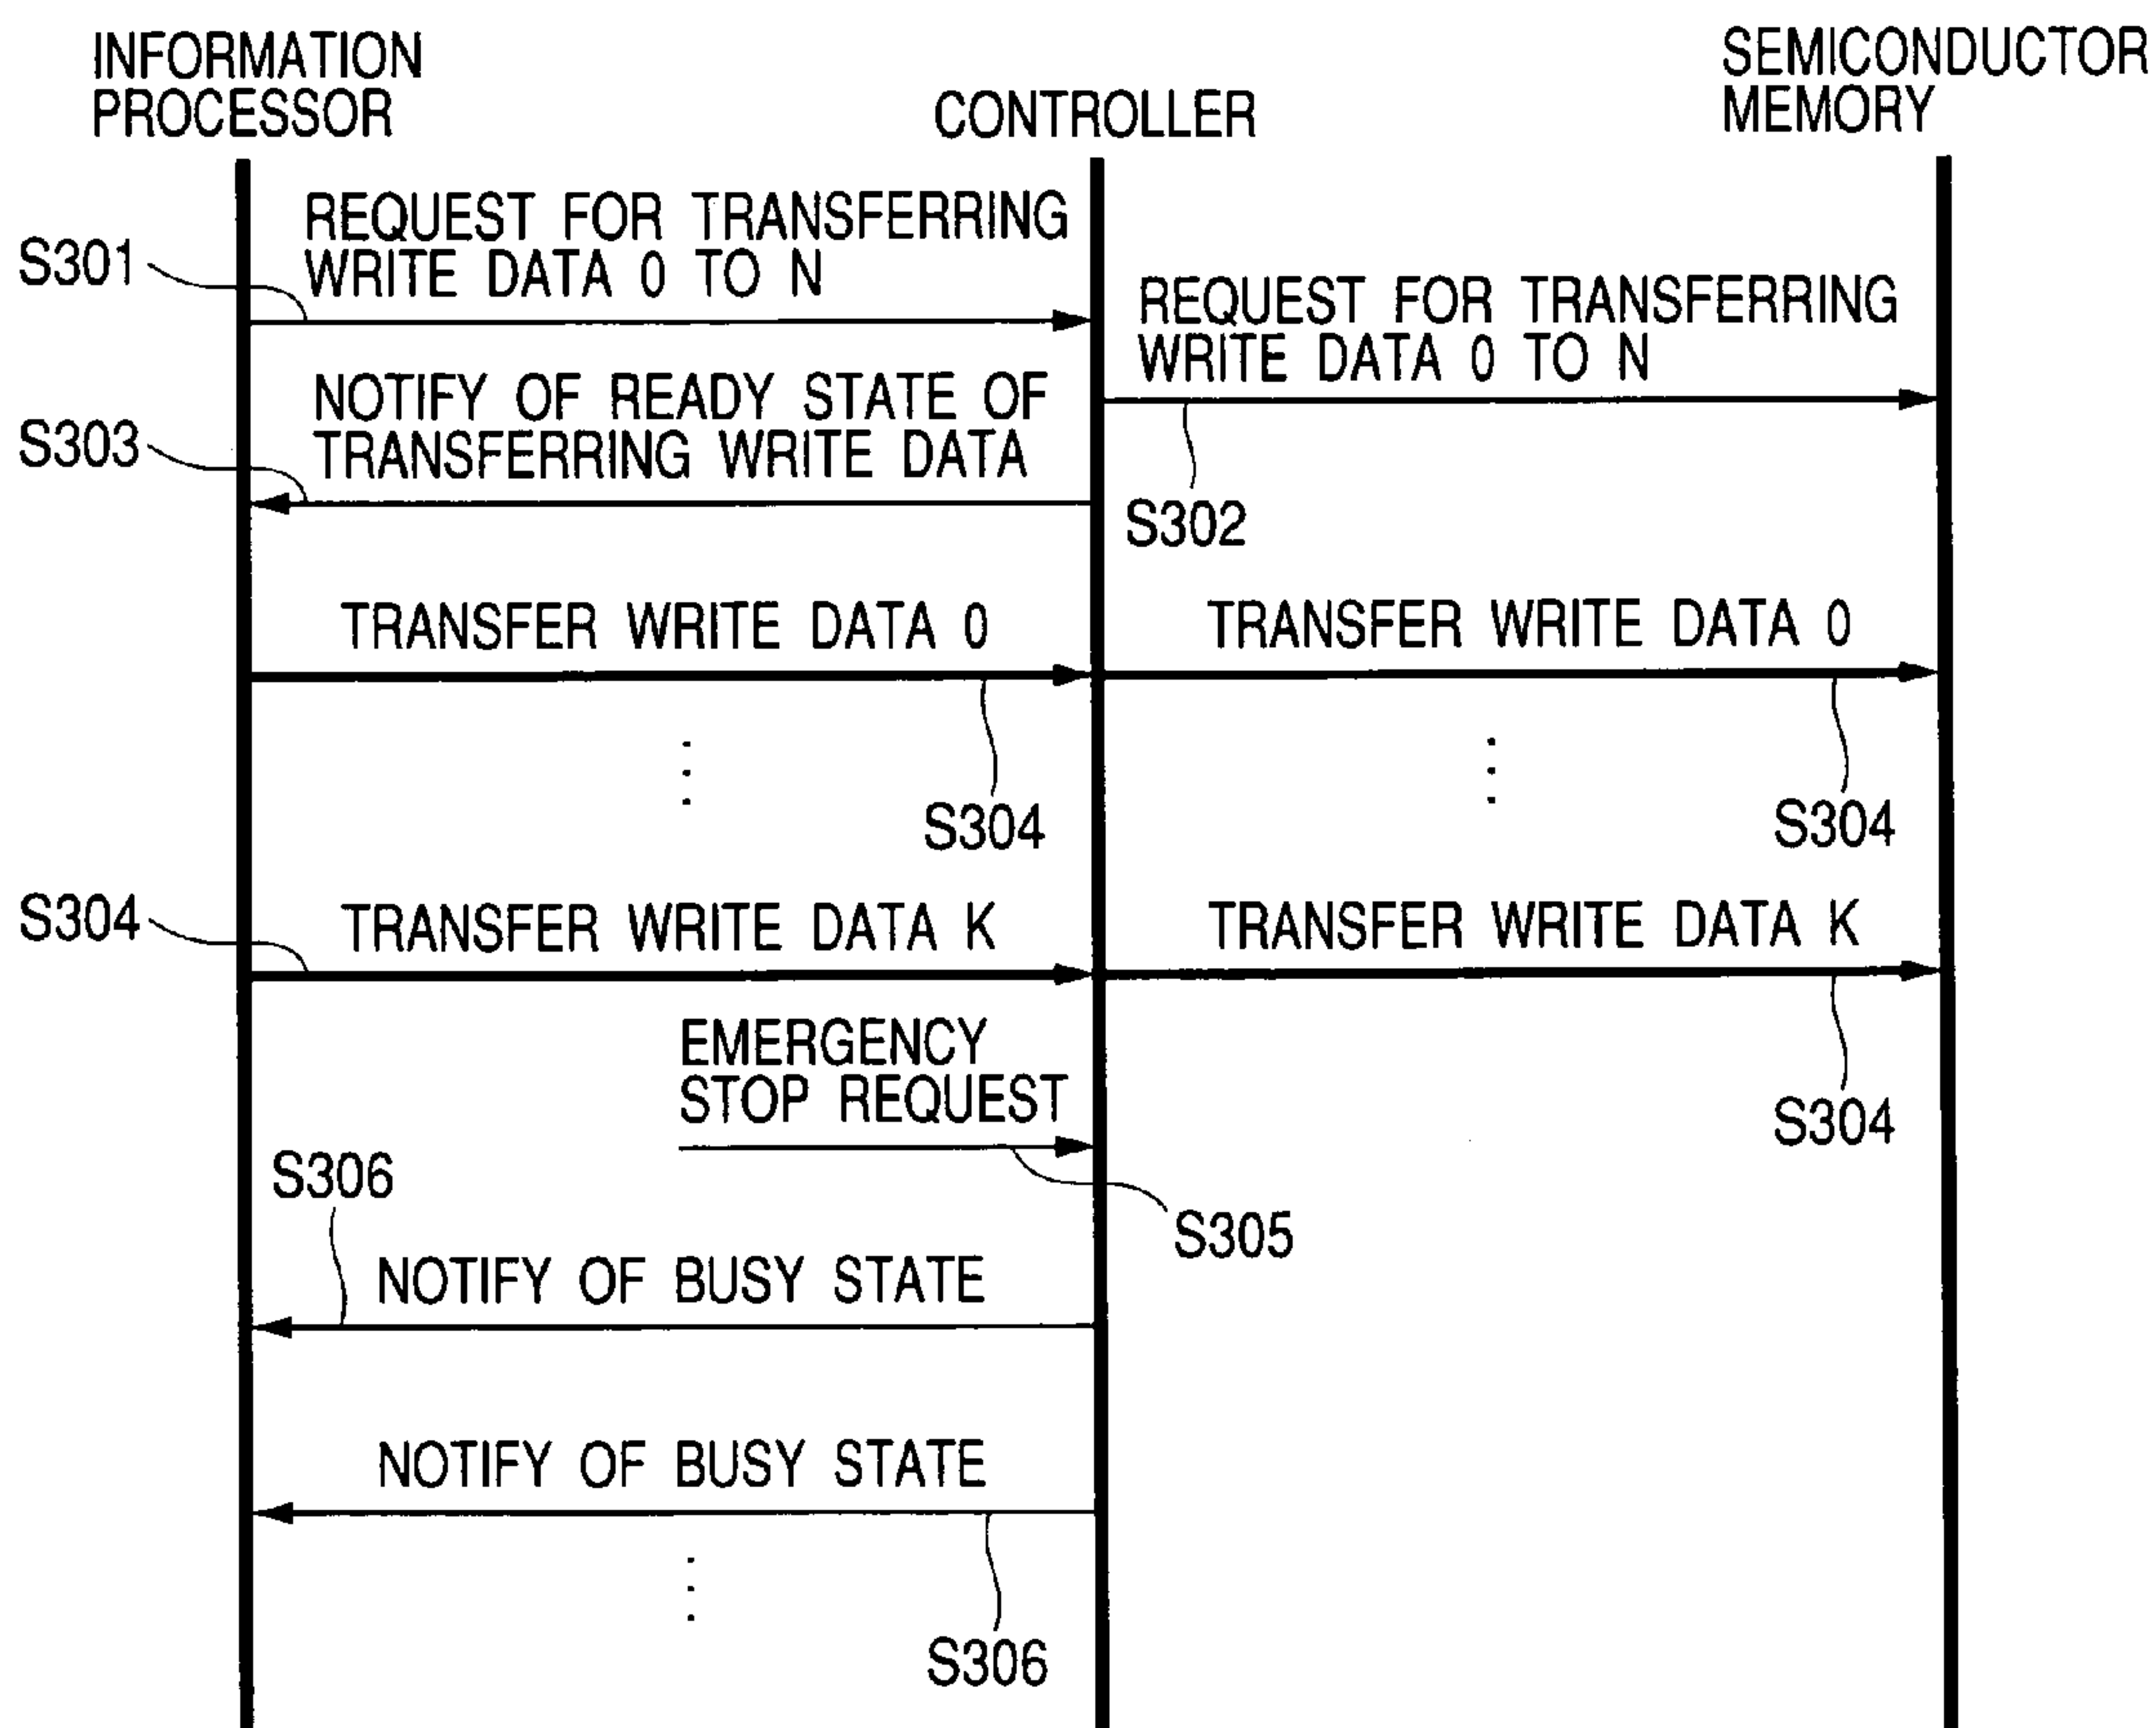 INFORMATION
PROCESSOR
CONTROLLER
SEMICONDUCTOR
MEMORY
S301
REQUEST FOR TRANSFERRING
WRITE DATA 0 TO N
REQUEST FOR TRANSFERRING
WRITE DATA 0 TO N
S303
NOTIFY OF READY STATE OF
TRANSFERRING WRITE DATA
S302
TRANSFER WRITE DATA 0
TRANSFER WRITE DATA 0
S304
S304
S304
TRANSFER WRITE DATA K
TRANSFER WRITE DATA K
EMERGENCY
STOP REQUEST
S304
S306
S305
NOTIFY OF BUSY STATE
NOTIFY OF BUSY STATE
S306